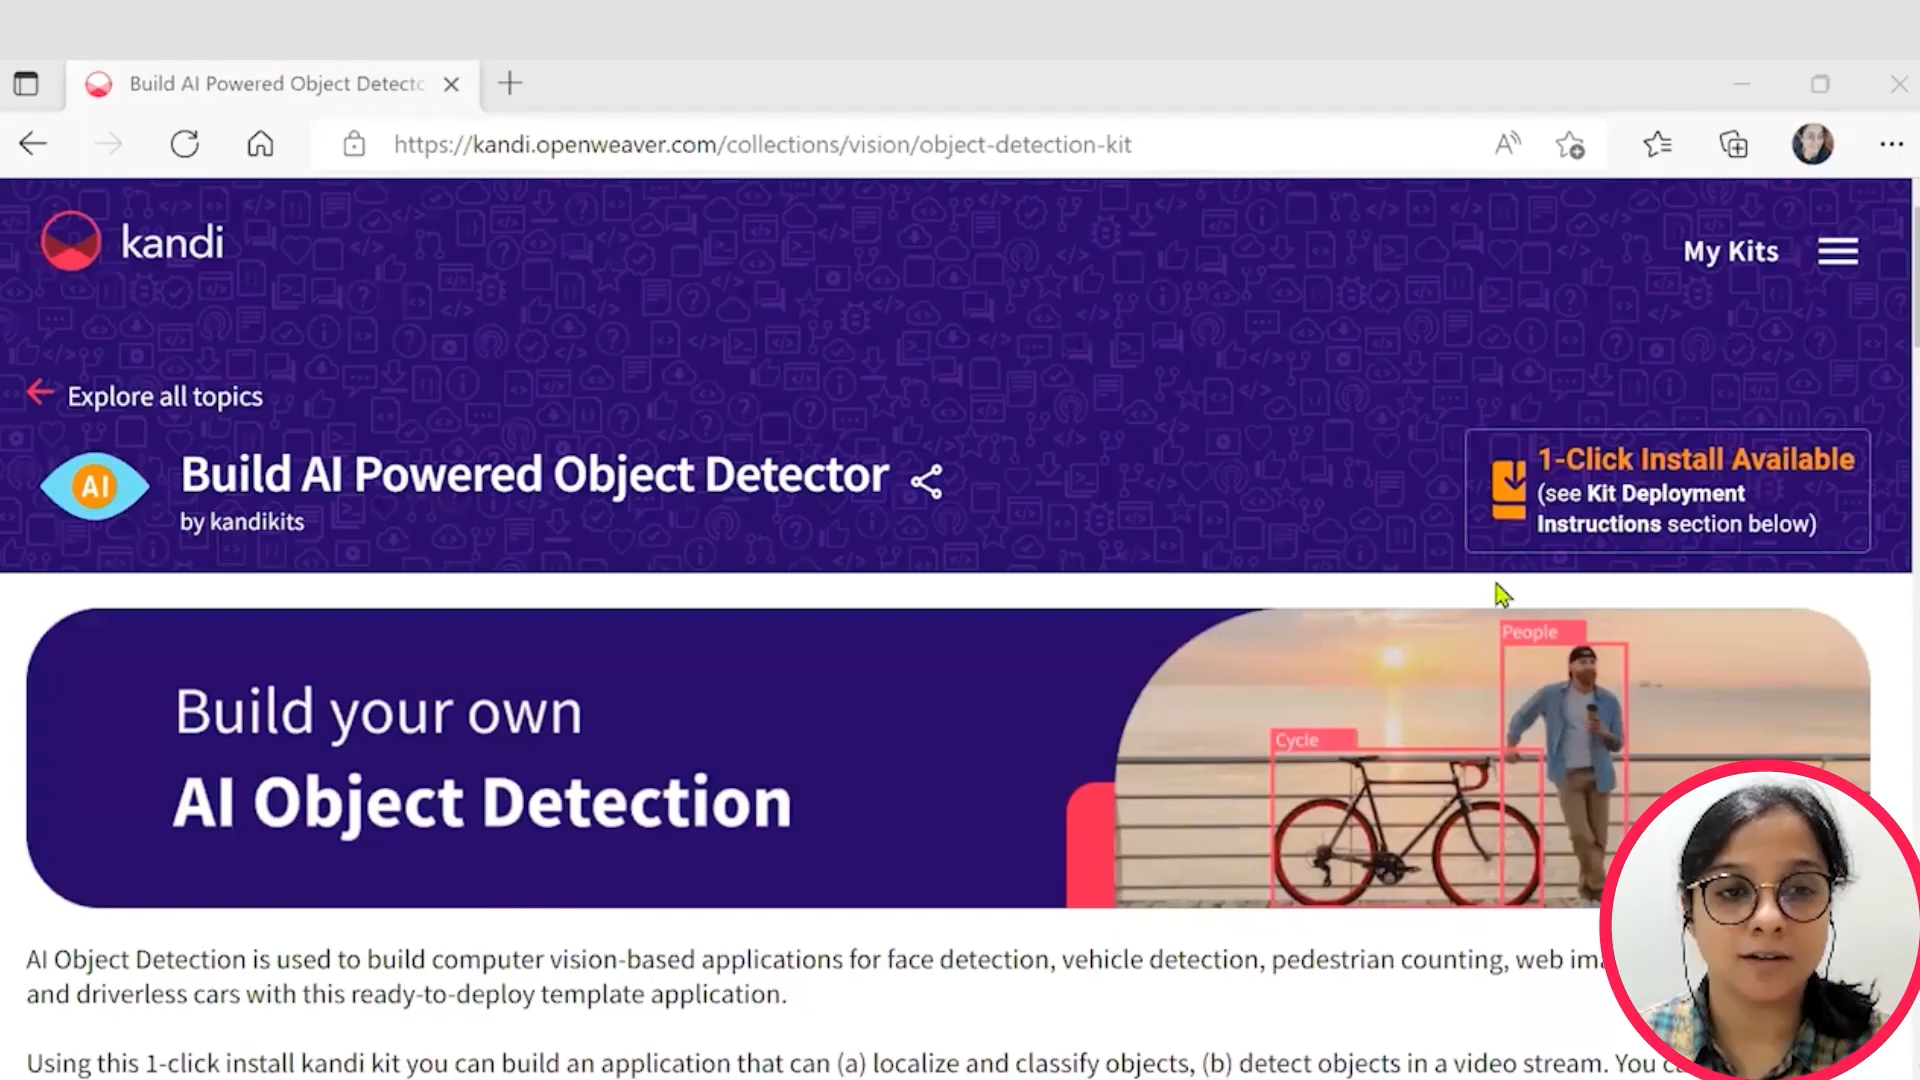 Build AI Powered Object Detectc
https://kandi.openweaver.com/collections/vision/object-detection-kit
kandi
My Kits
Explore all topics
AI
Build AI Powered Object Detector
by kandikits
1-Click Install Available
(see Kit Deployment
Instructions section below)
Build your own
AI Object Detection
People
Cycle
AI Object Detection is used to build computer vision-based applications for face detection, vehicle detection, pedestrian counting, web
and driverless cars with this ready-to-deploy template application.
Using this 1-click install kandi kit you can build an application that can (a) localize and classify objects, (b) detect objects in a video stream. You